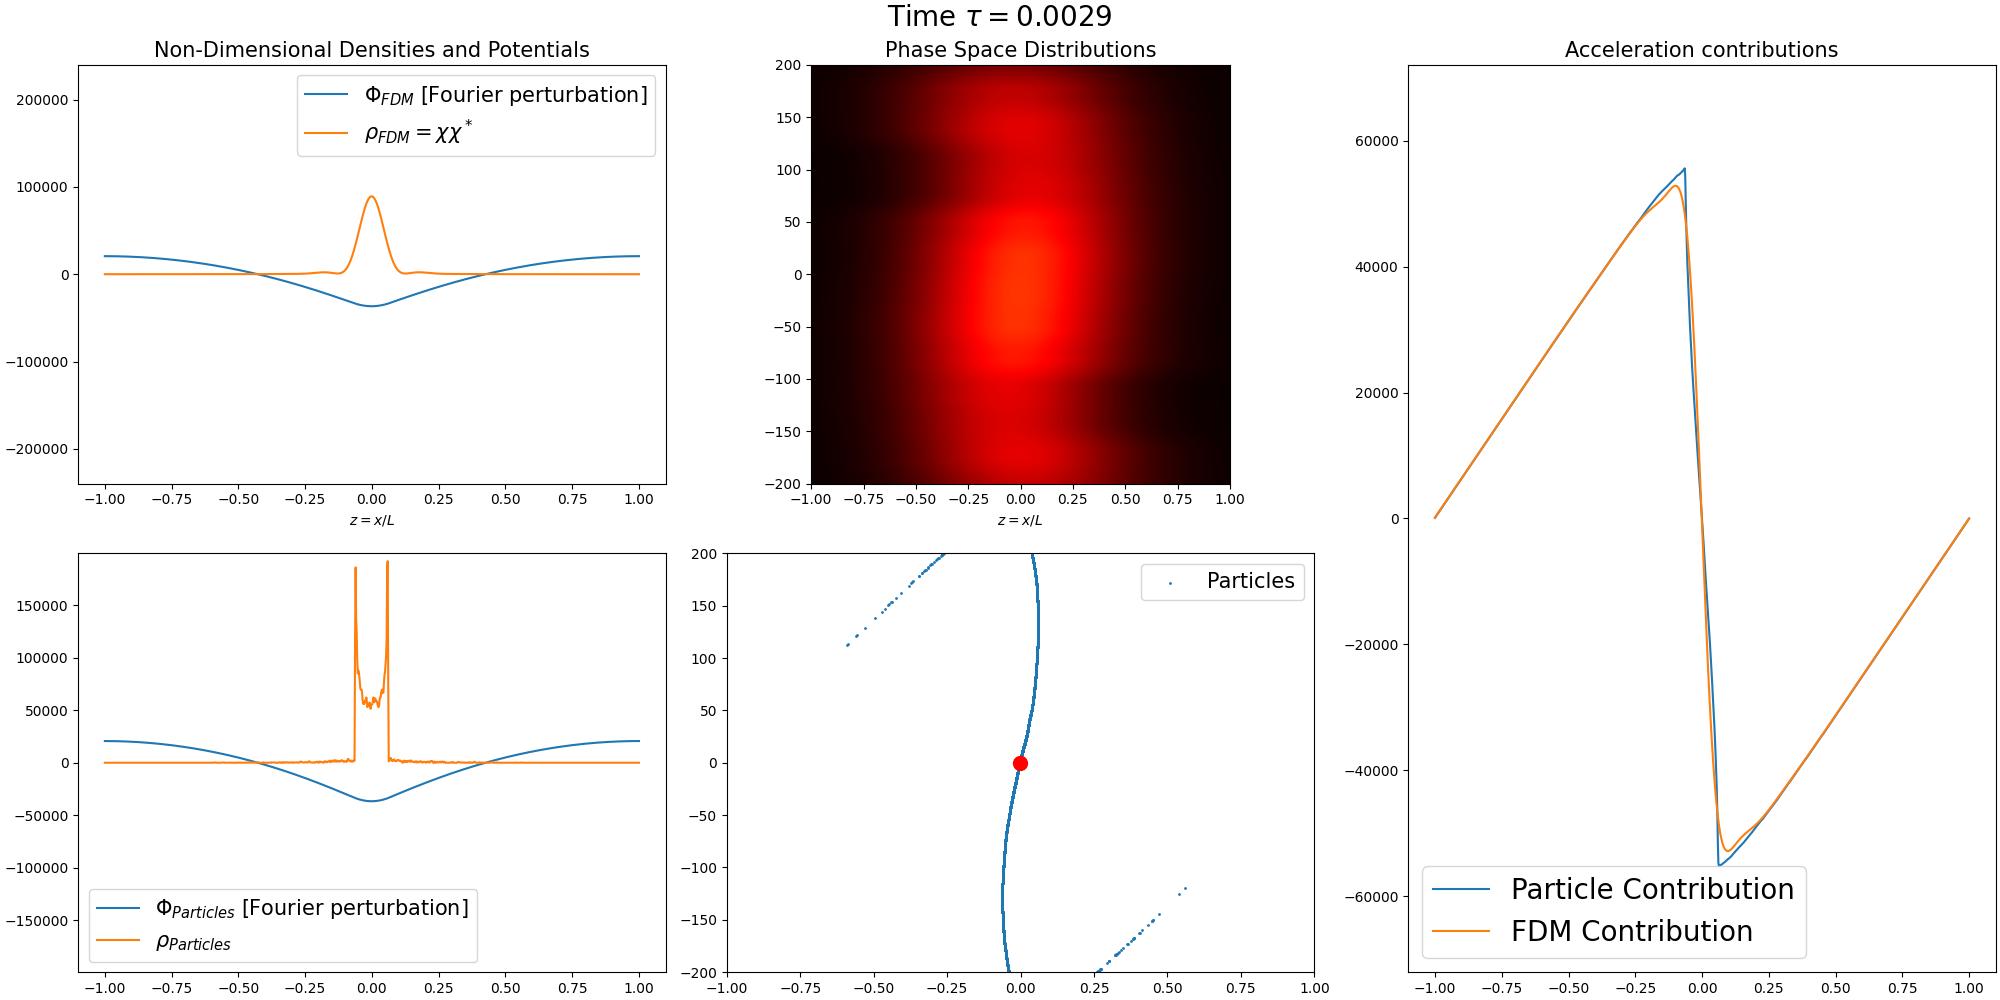 Time τ = 0.0029
Non-Dimensional Densities and Potentials
200000
100000
0
−100000
−200000
Φ_FDM [Fourier perturbation]
ρ_FDM = χχ*
−1.00 −0.75 −0.50 −0.25 0.00 0.25 0.50 0.75 1.00
z = x/L
Phase Space Distributions
200
150
100
50
0
−50
−100
−150
−200
−1.00 −0.75 −0.50 −0.25 0.00 0.25 0.50 0.75 1.00
z = x/L
Acceleration contributions
60000
40000
20000
0
−20000
−40000
−60000
Particle Contribution
FDM Contribution
−1.00 −0.75 −0.50 −0.25 0.00 0.25 0.50 0.75 1.00
150000
100000
50000
0
−50000
−100000
−150000
Φ_Particles [Fourier perturbation]
ρ_Particles
−1.00 −0.75 −0.50 −0.25 0.00 0.25 0.50 0.75 1.00
200
150
100
50
0
−50
−100
−150
−200
Particles
−1.00 −0.75 −0.50 −0.25 0.00 0.25 0.50 0.75 1.00